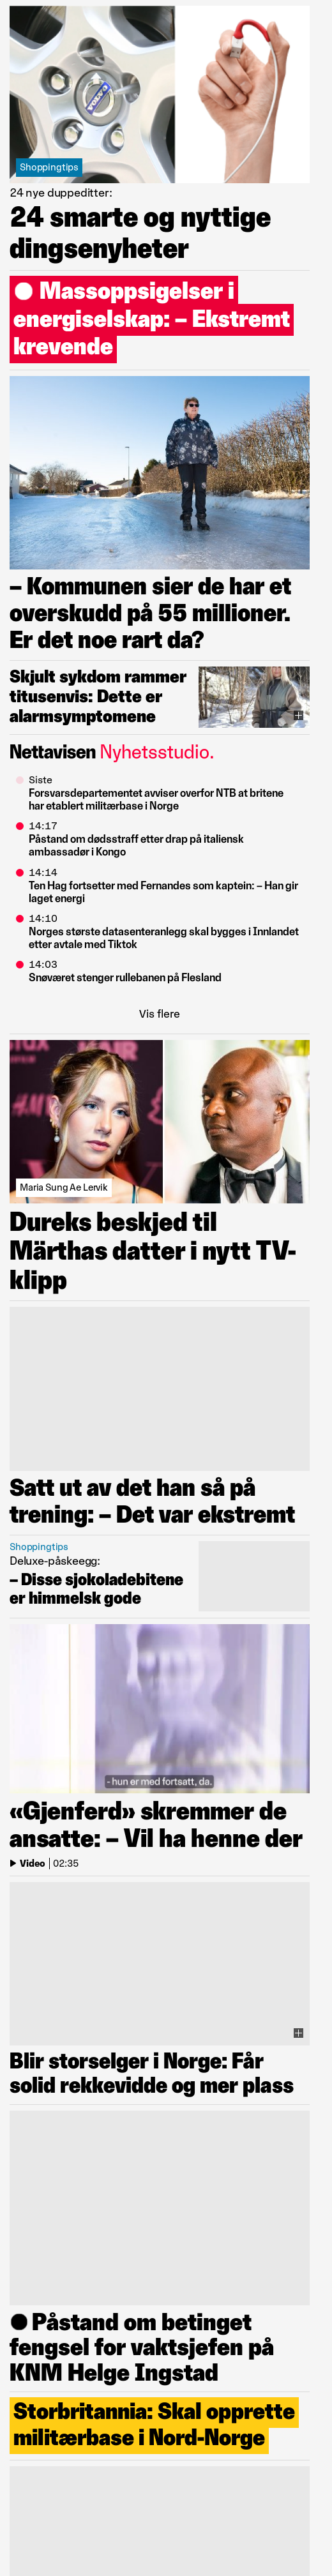 Shoppingtips
24 nye duppeditter:
24 smarte og nyttige
dingsenyheter
Massoppsigelser i
energiselskap: – Ekstremt
krevende
– Kommunen sier de har et
overskudd på 55 millioner.
Er det noe rart da?
Skjult sykdom rammer
titusenvis: Dette er
alarmsymptomene
Nettavisen Nyhetsstudio.
Siste
Forsvarsdepartementet avviser overfor NTB at britene
har etablert militærbase i Norge
14:17
Påstand om dødsstraff etter drap på italiensk
ambassadør i Kongo
14:14
Ten Hag fortsetter med Fernandes som kaptein: – Han gir
laget energi
14:10
Norges største datasenteranlegg skal bygges i Innlandet
etter avtale med Tiktok
14:03
Snøværet stenger rullebanen på Flesland
Vis flere
Maria Sung Ae Lervik
Dureks beskjed til
Märthas datter i nytt TV-
klipp
Satt ut av det han så på
trening: – Det var ekstremt
Shoppingtips
Deluxe-påskeegg:
– Disse sjokoladebitene
er himmelsk gode
- hun er med fortsatt, da.
«Gjenferd» skremmer de
ansatte: – Vil ha henne der
Video | 02:35
Blir storselger i Norge: Får
solid rekkevidde og mer plass
Påstand om betinget
fengsel for vaktsjefen på
KNM Helge Ingstad
Storbritannia: Skal opprette
militærbase i Nord-Norge